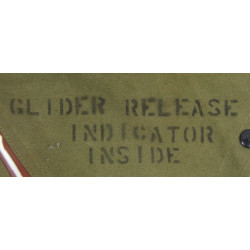 GLIDER RELEASE
INDICATOR
INSIDE